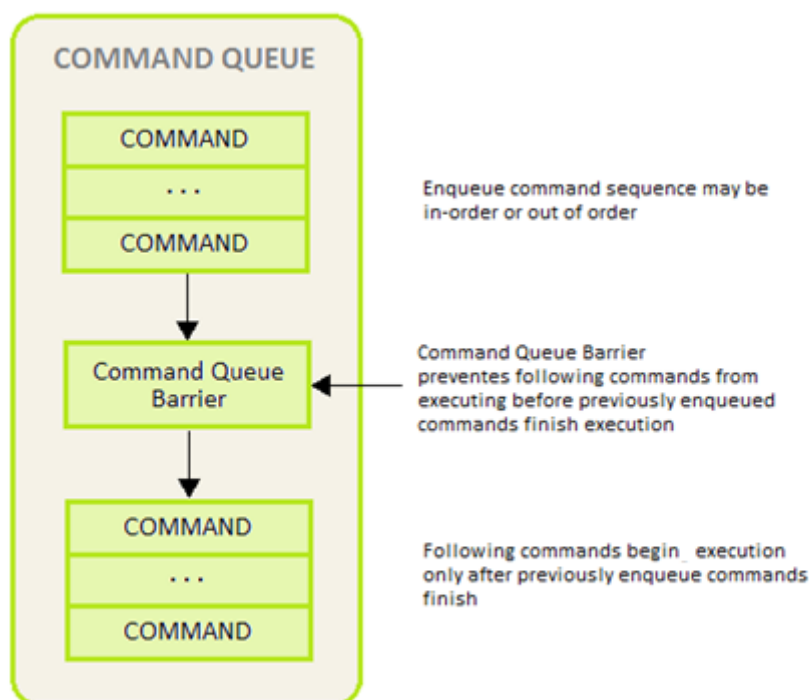 COMMAND QUEUE
COMMAND
...
COMMAND
Enqueue command sequence may be
in-order or out of order
Command Queue
Barrier
Command Queue Barrier
preventes following commands from
executing before previously enqueued
commands finish execution
COMMAND
...
COMMAND
Following commands begin_ execution
only after previously enqueue commands
finish